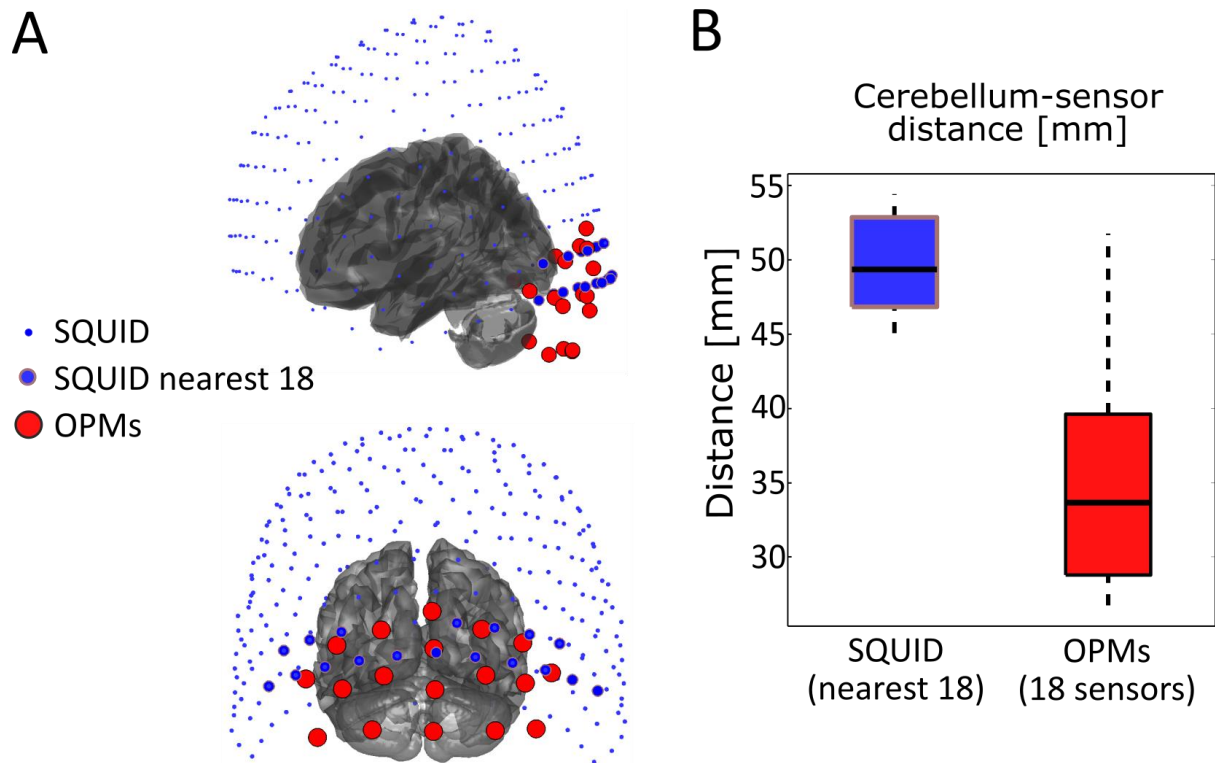 A
SQUID
SQUID nearest 18
OPMs
B
Cerebellum-sensor
distance [mm]
Distance [mm]
55
50
45
40
35
30
SQUID
(nearest 18)
OPMs
(18 sensors)